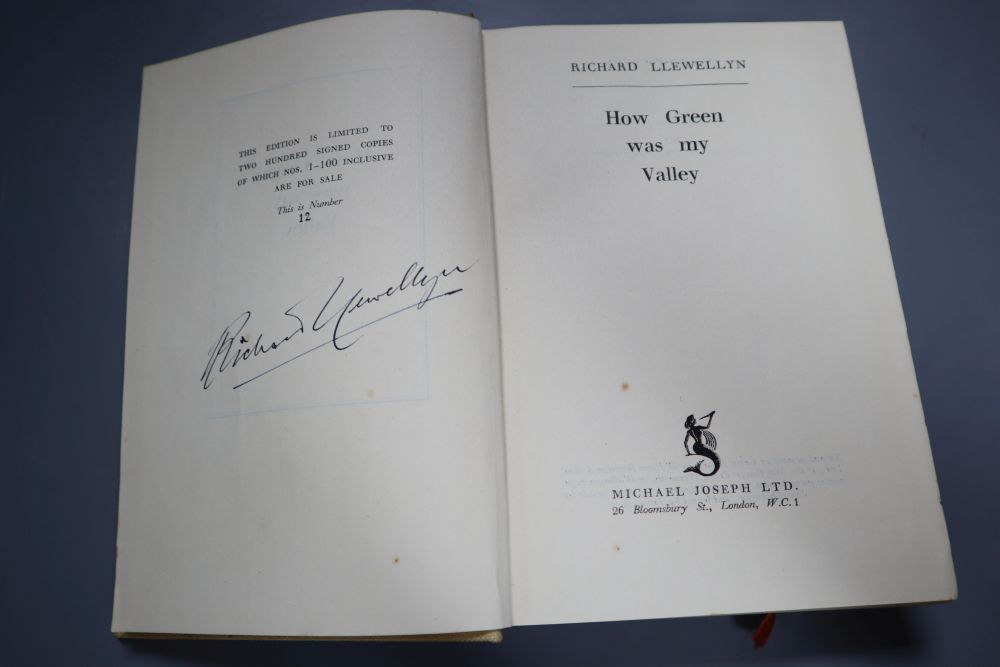 THIS EDITION IS LIMITED TO
TWO HUNDRED SIGNED COPIES
OF WHICH NOS. 1–100 INCLUSIVE
ARE FOR SALE
This is Number
12
Richard Llewellyn
RICHARD LLEWELLYN
How Green
was my
Valley
MICHAEL JOSEPH LTD.
26 Bloomsbury St., London, W.C.1